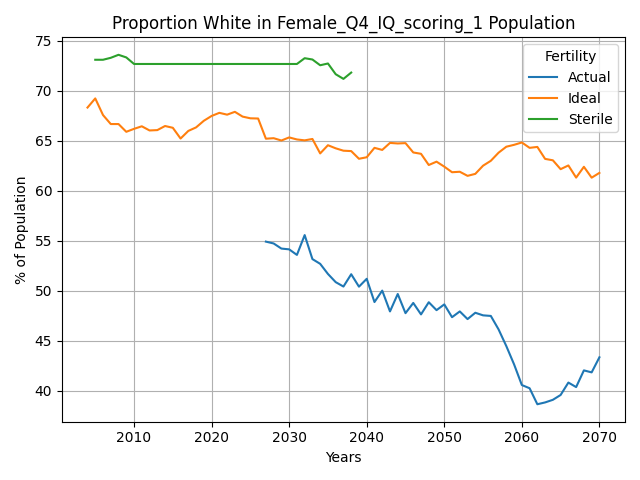 Proportion White in Female_Q4_IQ_scoring_1 Population
75
70
65
60
55
50
45
40
% of Population
Fertility
Actual
Ideal
Sterile
2010 2020 2030 2040 2050 2060 2070
Years